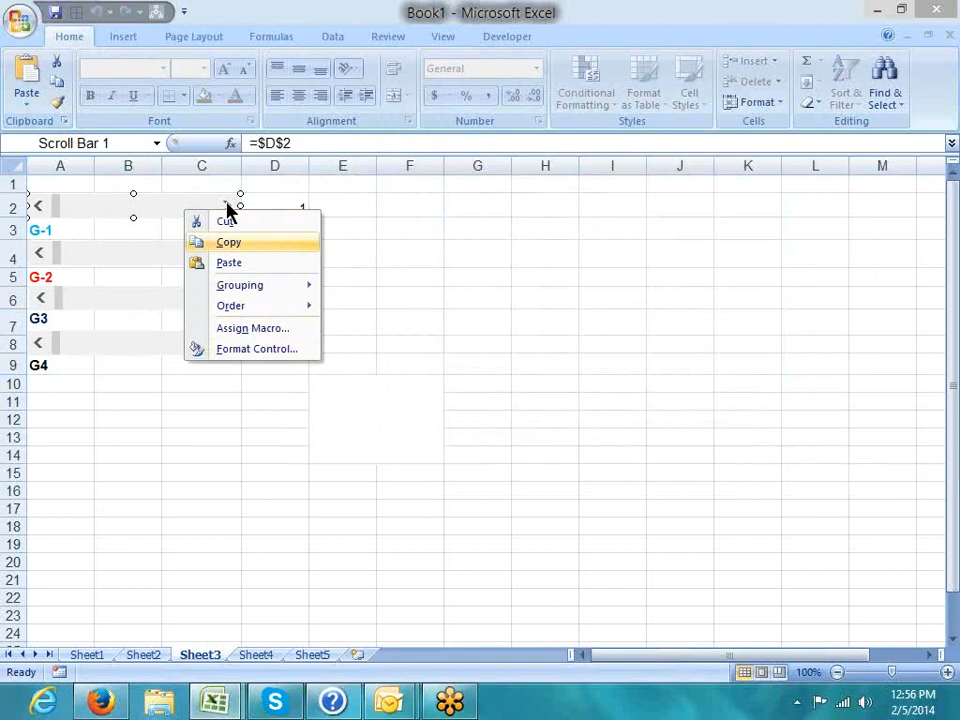 Book1 - Microsoft Excel
Home Insert Page Layout Formulas Data Review View Developer
Paste
General
B I U
$ % ,
Conditional Formatting
Format as Table
Cell Styles
Insert
Delete
Format
Sort & Filter
Find & Select
Clipboard Font Alignment Number Styles Cells Editing
Scroll Bar 1 fx =$D$2
A B C D E F G H I J K L M
1
2 1
3 G-1
4
5 G-2
6
7 G3
8
9 G4
10
11
12
13
14
15
16
17
18
19
20
21
22
23
24
Cut
Copy
Paste
Grouping
Order
Assign Macro...
Format Control...
Sheet1 Sheet2 Sheet3 Sheet4 Sheet5
Ready 100%
12:56 PM
2/5/2014